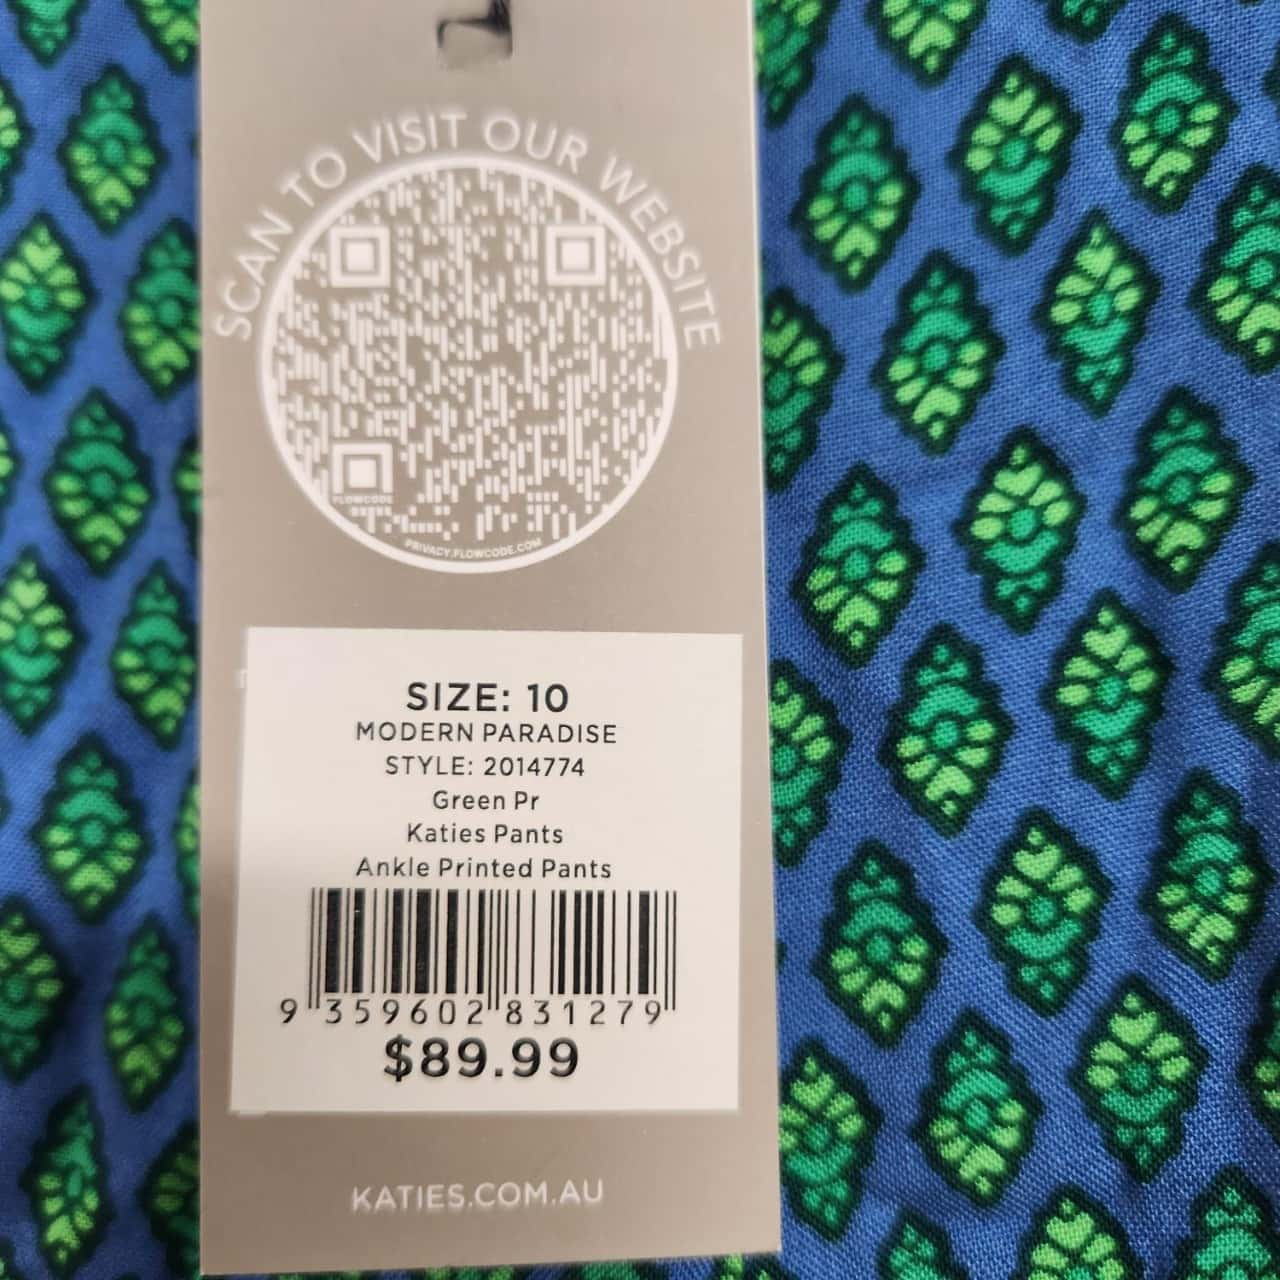 SCAN TO VISIT OUR WEBSITE
FLOWCODE
PRIVACY.FLOWCODE.COM
SIZE: 10
MODERN PARADISE
STYLE: 2014774
Green Pr
Katies Pants
Ankle Printed Pants
9 359602 831279
$89.99
KATIES.COM.AU